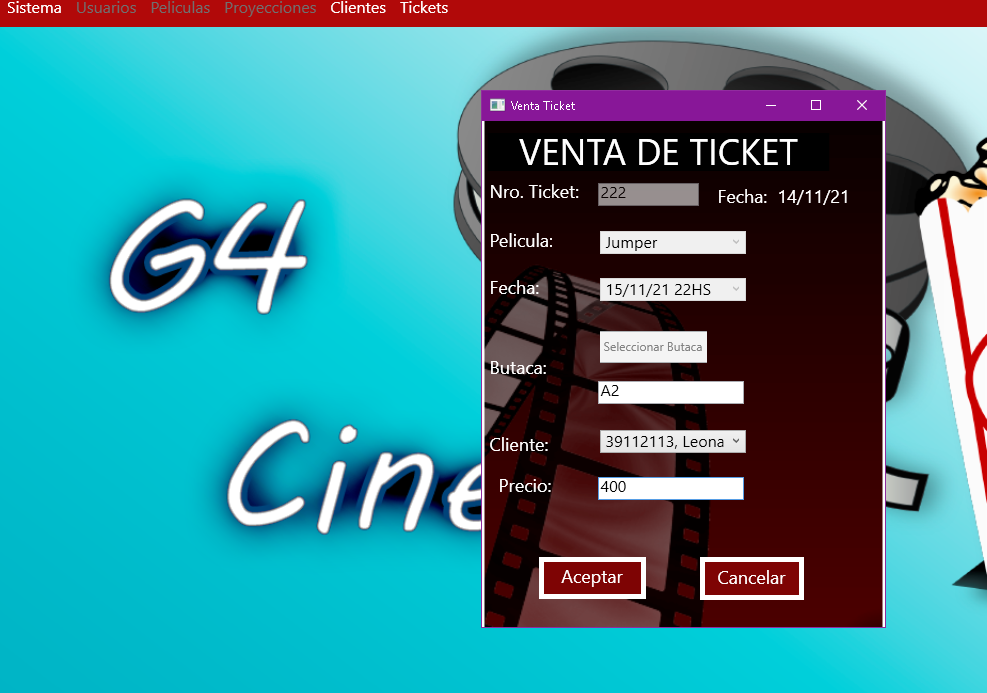 Sistema Usuarios Peliculas Proyecciones Clientes Tickets
G4
Cine
Venta Ticket
VENTA DE TICKET
Nro. Ticket: 222 Fecha: 14/11/21
Pelicula: Jumper
Fecha: 15/11/21 22HS
Seleccionar Butaca
Butaca:
A2
Cliente: 39112113, Leona
Precio: 400
Aceptar Cancelar